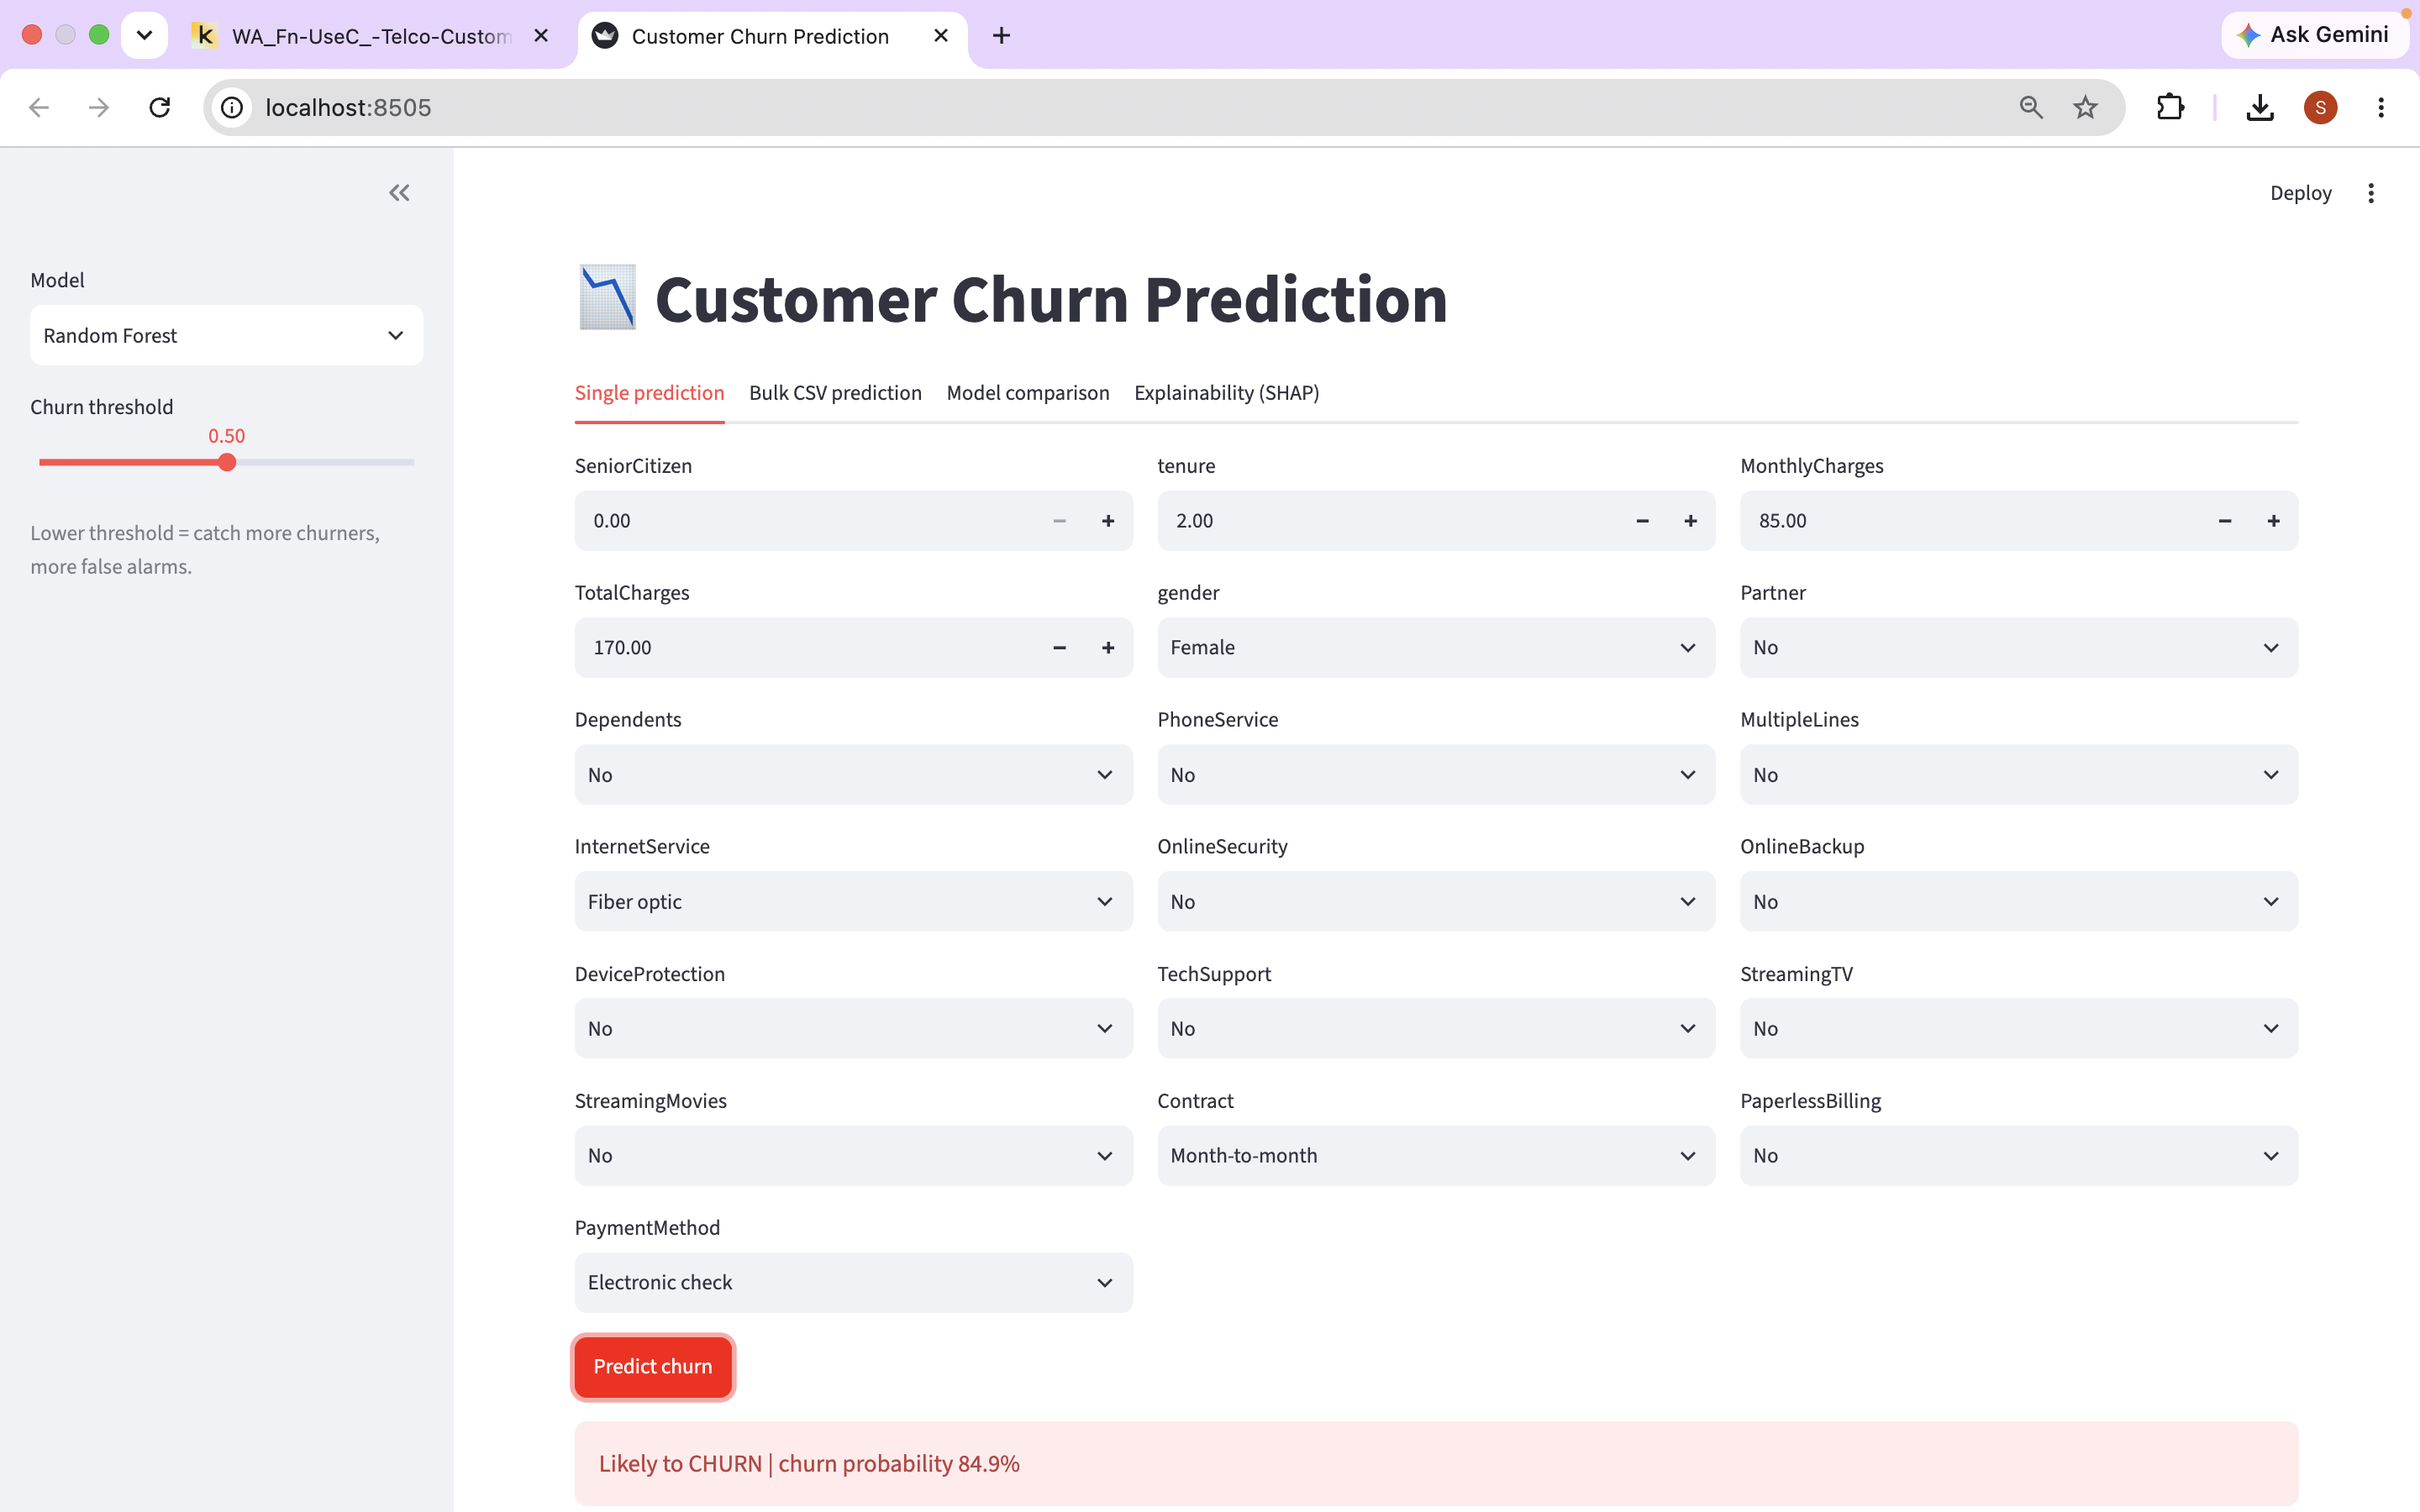 WA_Fn-UseC_-Telco-Custom
Customer Churn Prediction
Ask Gemini
localhost:8505
S
Deploy
Model
Random Forest
Churn threshold
0.50
Lower threshold = catch more churners,
more false alarms.
Customer Churn Prediction
Single prediction
Bulk CSV prediction
Model comparison
Explainability (SHAP)
SeniorCitizen
tenure
MonthlyCharges
0.00
2.00
85.00
TotalCharges
gender
Partner
170.00
Female
No
Dependents
PhoneService
MultipleLines
No
No
No
InternetService
OnlineSecurity
OnlineBackup
Fiber optic
No
No
DeviceProtection
TechSupport
StreamingTV
No
No
No
StreamingMovies
Contract
PaperlessBilling
No
Month-to-month
No
PaymentMethod
Electronic check
Predict churn
Likely to CHURN | churn probability 84.9%